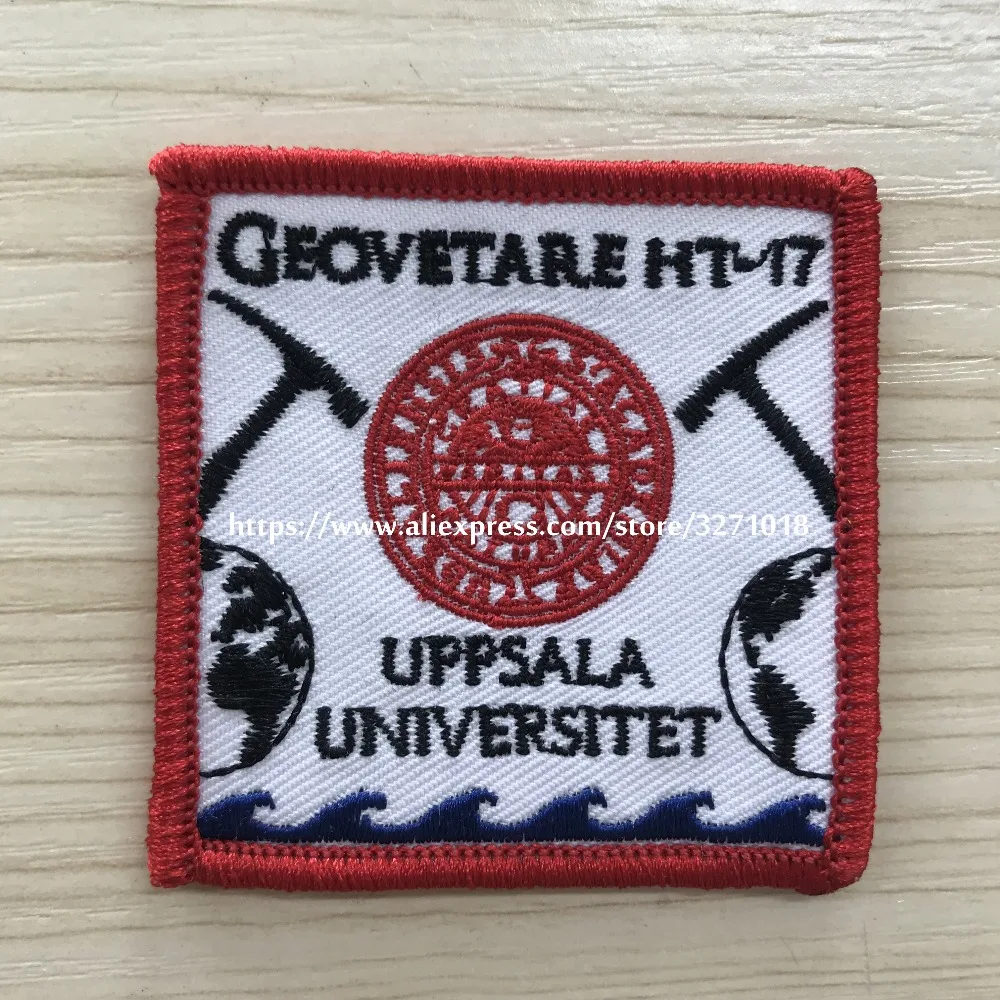 GEOVETARE HT-17
https://www.aliexpress.com/store/3271018
UPPSALA
UNIVERSITET